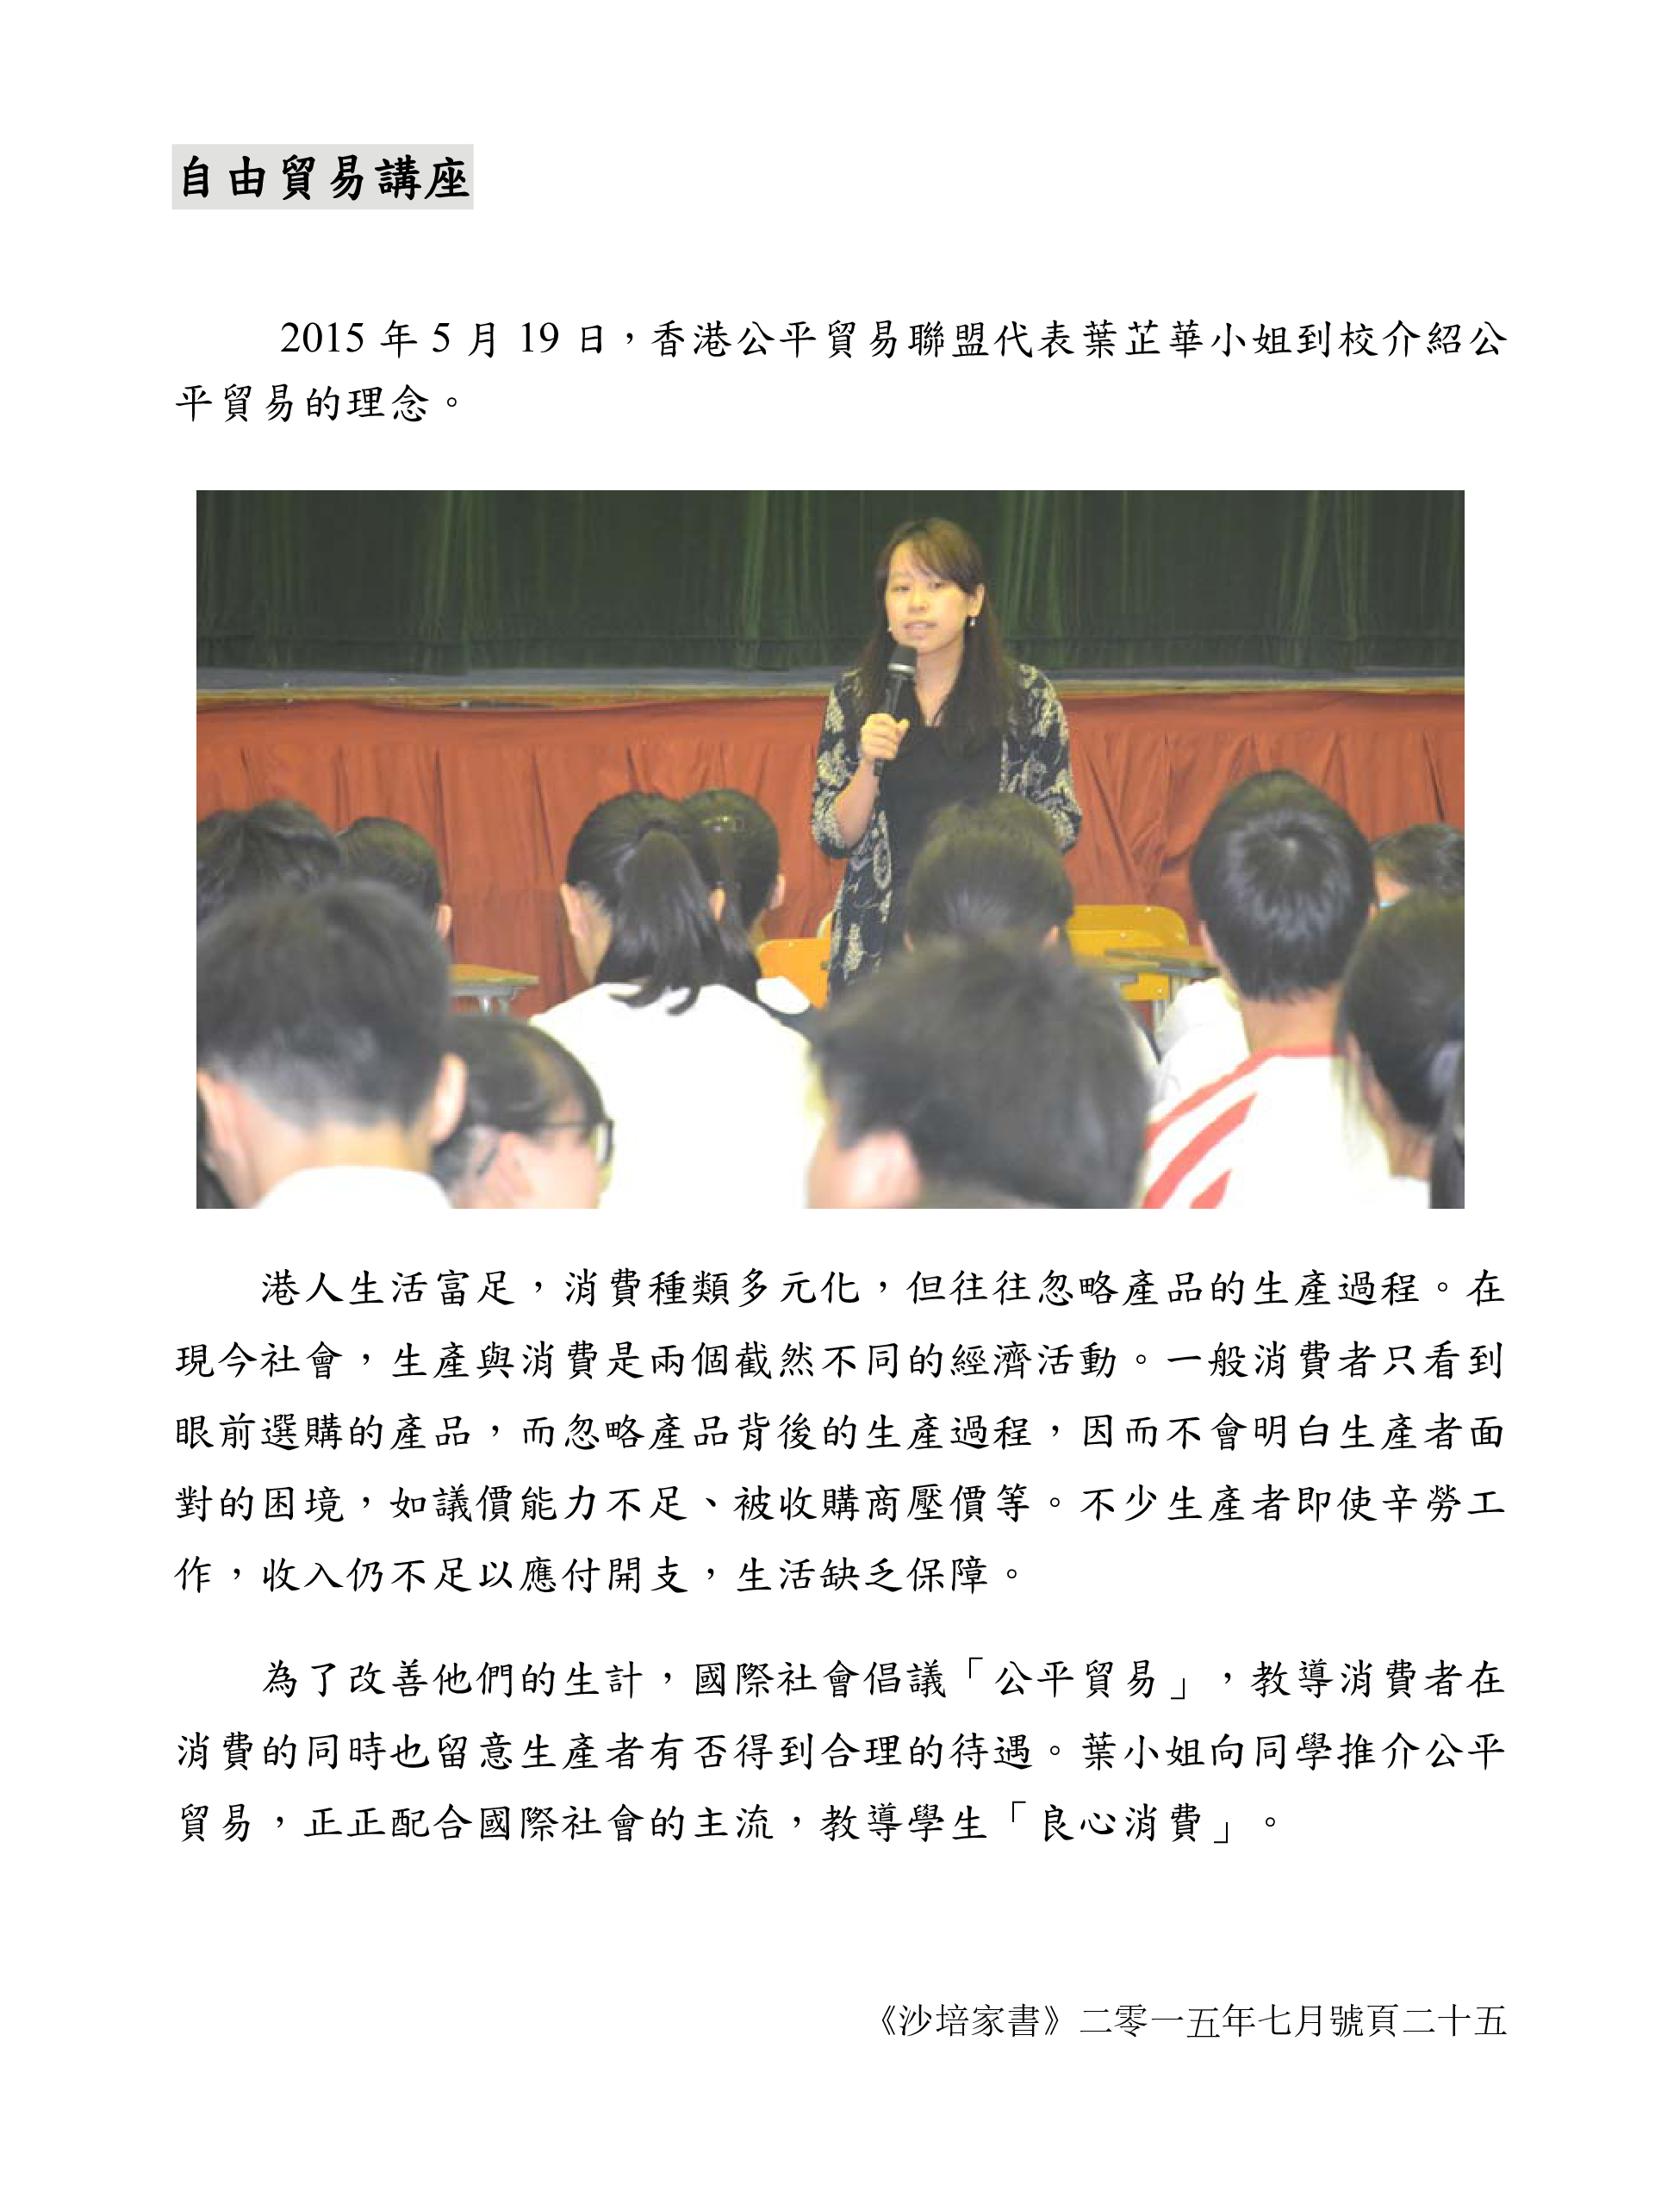 自由貿易講座
2015 年 5 月 19 日，香港公平貿易聯盟代表葉芷華小姐到校介紹公
平貿易的理念。
港人生活富足，消費種類多元化，但往往忽略產品的生產過程。在
現今社會，生產與消費是兩個截然不同的經濟活動。一般消費者只看到
眼前選購的產品，而忽略產品背後的生產過程，因而不會明白生產者面
對的困境，如議價能力不足、被收購商壓價等。不少生產者即使辛勞工
作，收入仍不足以應付開支，生活缺乏保障。
為了改善他們的生計，國際社會倡議「公平貿易」，教導消費者在
消費的同時也留意生產者有否得到合理的待遇。葉小姐向同學推介公平
貿易，正正配合國際社會的主流，教導學生「良心消費」。
《沙培家書》二零一五年七月號頁二十五